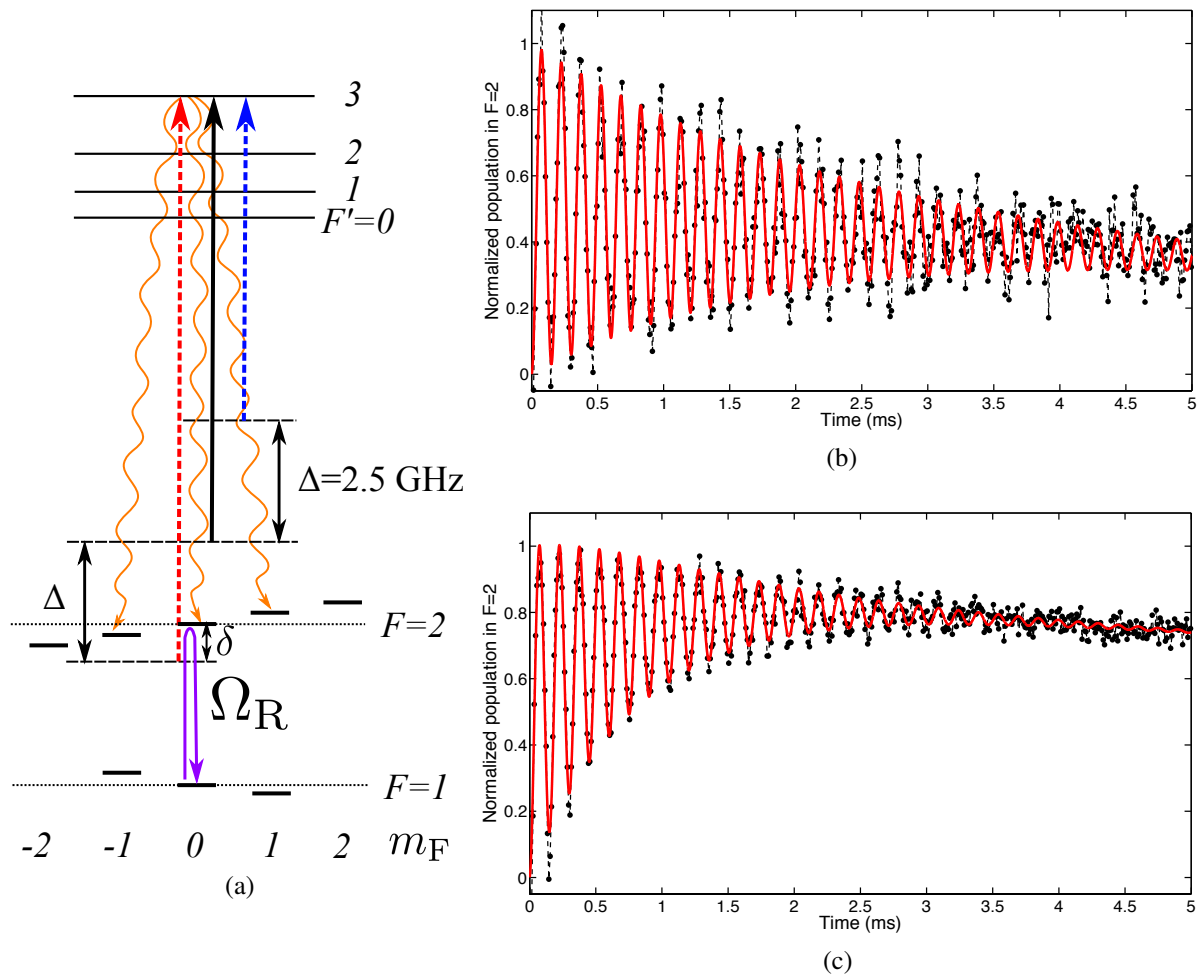 3
2
1
F'=0
Δ=2.5 GHz
Δ
F=2
δ
Ω_R
F=1
-2 -1 0 1 2 m_F
(a)
Normalized population in F=2
1
0.8
0.6
0.4
0.2
0
0 0.5 1 1.5 2 2.5 3 3.5 4 4.5 5
Time (ms)
(b)
Normalized population in F=2
1
0.8
0.6
0.4
0.2
0
0 0.5 1 1.5 2 2.5 3 3.5 4 4.5 5
Time (ms)
(c)